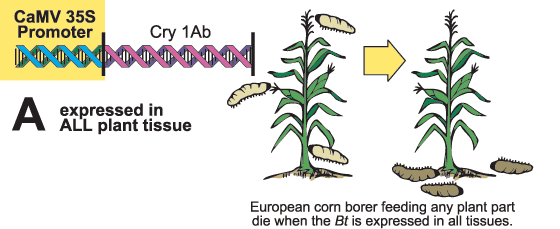 CaMV 35S
Promoter
Cry 1Ab
A
expressed in
ALL plant tissue
European corn borer feeding any plant part
die when the Bt is expressed in all tissues.